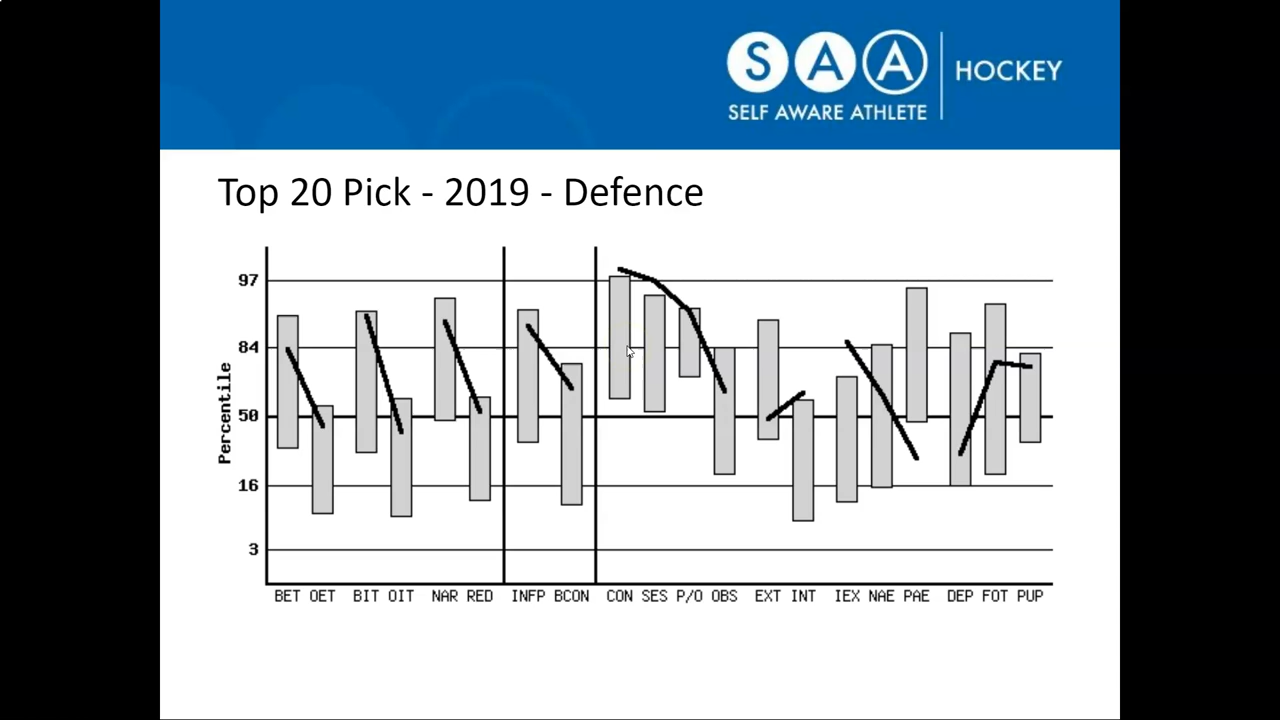 SAA HOCKEY
SELF AWARE ATHLETE
Top 20 Pick - 2019 - Defence
97
84
50
16
3
Percentile
BET OET BIT OIT NAR RED INFP BCON CON SES P/O OBS EXT INT IEX NAE PAE DEP FOT PUP